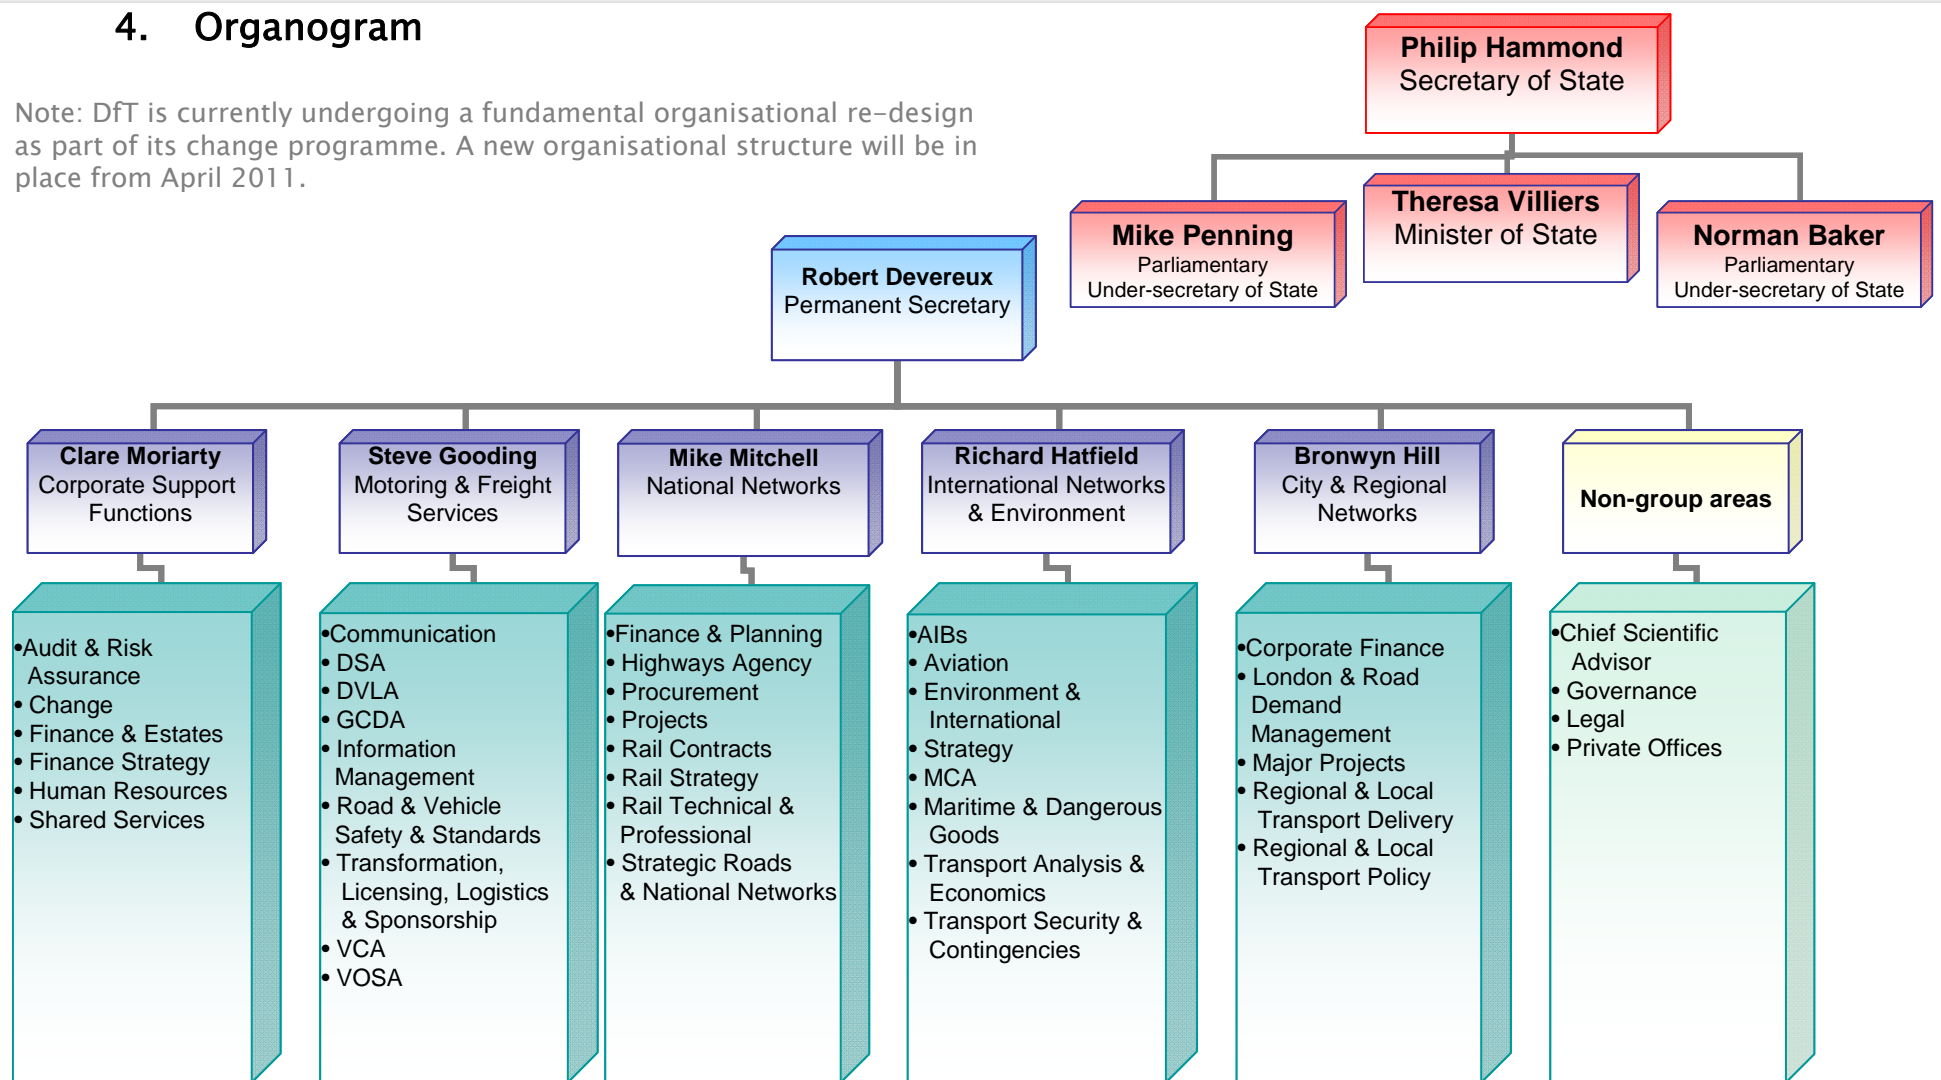 4. Organogram
Note: DfT is currently undergoing a fundamental organisational re-design
as part of its change programme. A new organisational structure will be in
place from April 2011.
Philip Hammond
Secretary of State
Mike Penning
Parliamentary
Under-secretary of State
Theresa Villiers
Minister of State
Norman Baker
Parliamentary
Under-secretary of State
Robert Devereux
Permanent Secretary
Clare Moriarty
Corporate Support
Functions
Steve Gooding
Motoring & Freight
Services
Mike Mitchell
National Networks
Richard Hatfield
International Networks
& Environment
Bronwyn Hill
City & Regional
Networks
Non-group areas
•Audit & Risk
Assurance
• Change
• Finance & Estates
• Finance Strategy
• Human Resources
• Shared Services
•Communication
• DSA
• DVLA
• GCDA
• Information
Management
• Road & Vehicle
Safety & Standards
• Transformation,
Licensing, Logistics
& Sponsorship
• VCA
• VOSA
•Finance & Planning
• Highways Agency
• Procurement
• Projects
• Rail Contracts
• Rail Strategy
• Rail Technical &
Professional
• Strategic Roads
& National Networks
•AIBs
• Aviation
• Environment &
International
• Strategy
• MCA
• Maritime & Dangerous
Goods
• Transport Analysis &
Economics
• Transport Security &
Contingencies
•Corporate Finance
• London & Road
Demand
Management
• Major Projects
• Regional & Local
Transport Delivery
• Regional & Local
Transport Policy
•Chief Scientific
Advisor
• Governance
• Legal
• Private Offices